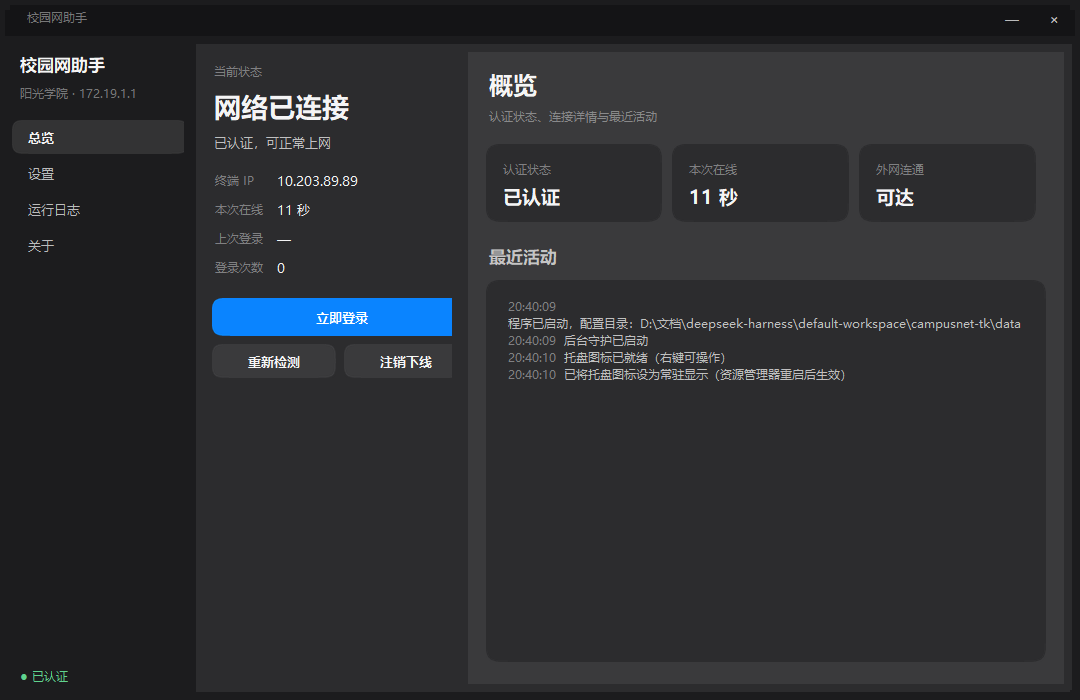 校园网助手
— ×
校园网助手
阳光学院 · 172.19.1.1
总览
设置
运行日志
关于
● 已认证
当前状态
网络已连接
已认证，可正常上网
终端 IP 10.203.89.89
本次在线 11 秒
上次登录 —
登录次数 0
立即登录
重新检测 注销下线
概览
认证状态、连接详情与最近活动
认证状态 本次在线 外网连通
已认证 11 秒 可达
最近活动
20:40:09
程序已启动，配置目录：D:\文档\deepseek-harness\default-workspace\campusnet-tk\data
20:40:09 后台守护已启动
20:40:10 托盘图标已就绪（右键可操作）
20:40:10 已将托盘图标设为常驻显示（资源管理器重启后生效）